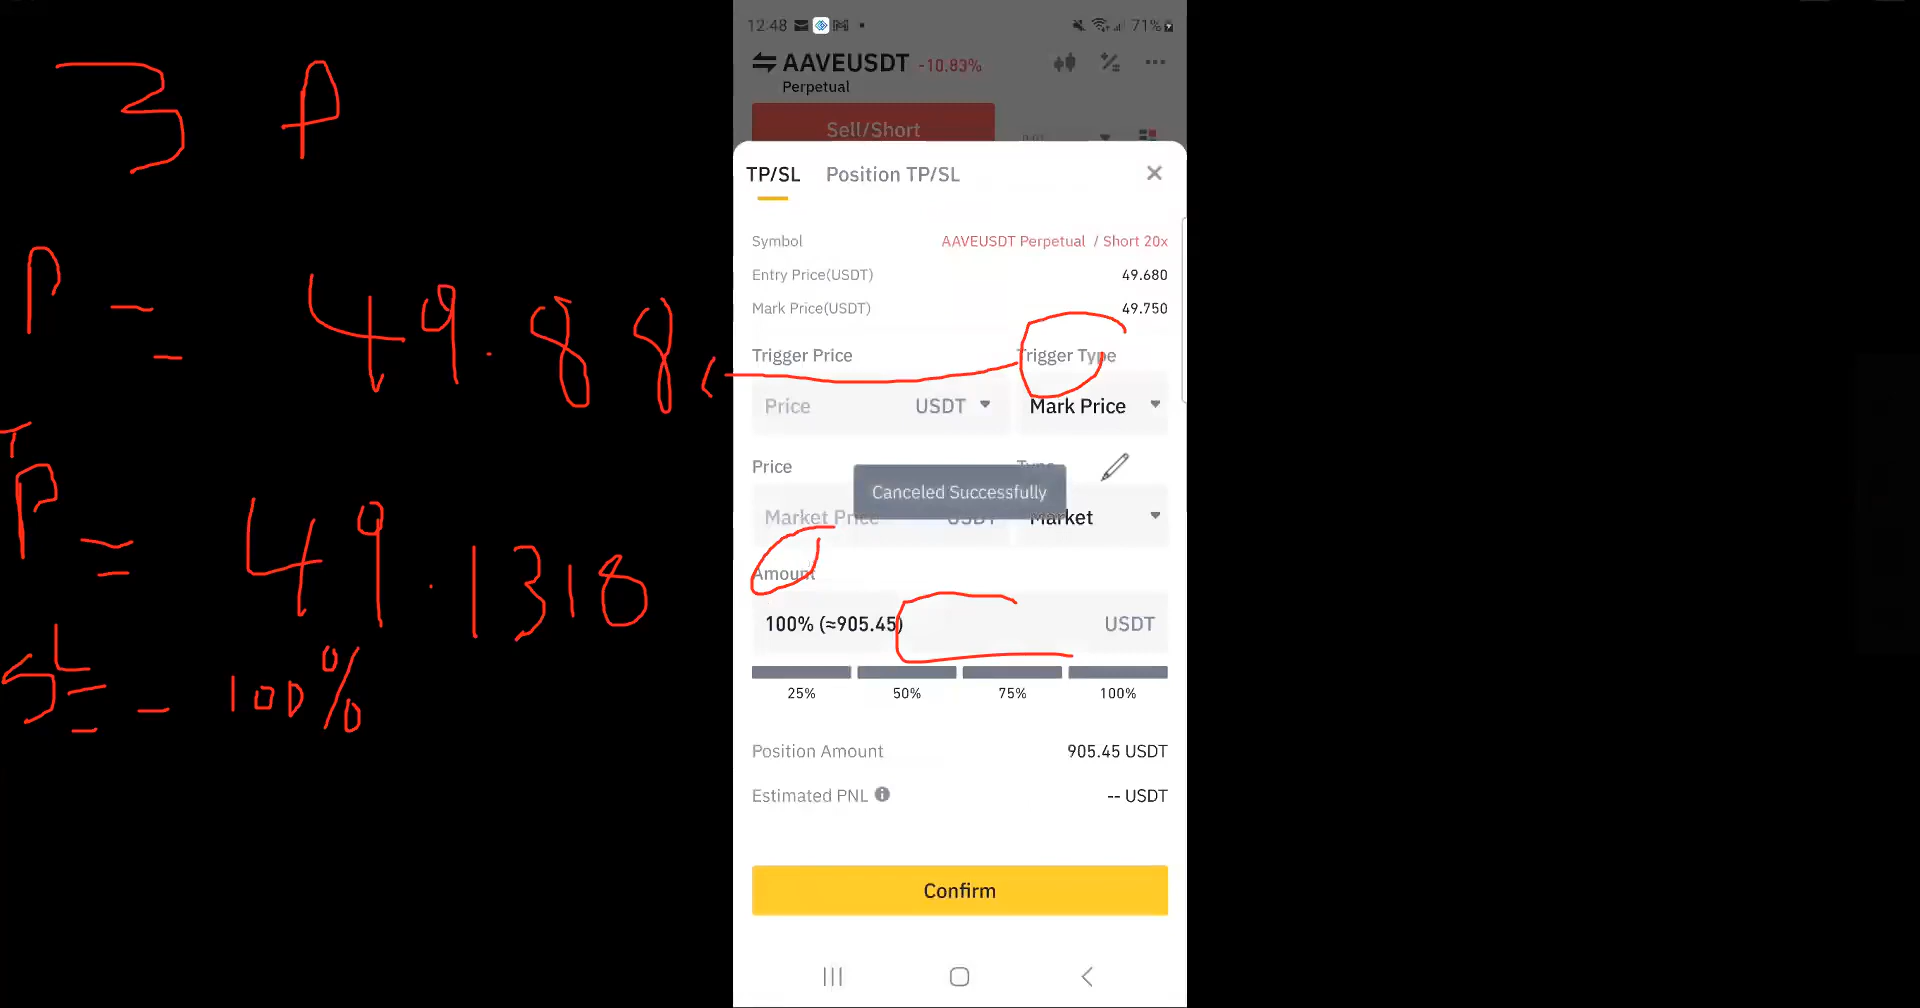 3 P
P = 49.88
TP = 49.1318
SL = - 100%
12:48
71%
AAVEUSDT -10.83%
Perpetual
Sell/Short
TP/SL Position TP/SL
Symbol AAVEUSDT Perpetual / Short 20x
Entry Price(USDT) 49.680
Mark Price(USDT) 49.750
Trigger Price Trigger Type
Price USDT Mark Price
Price Type
Canceled Successfully
Market Price USDT Market
Amount
100% (≈905.45) USDT
25% 50% 75% 100%
Position Amount 905.45 USDT
Estimated PNL -- USDT
Confirm